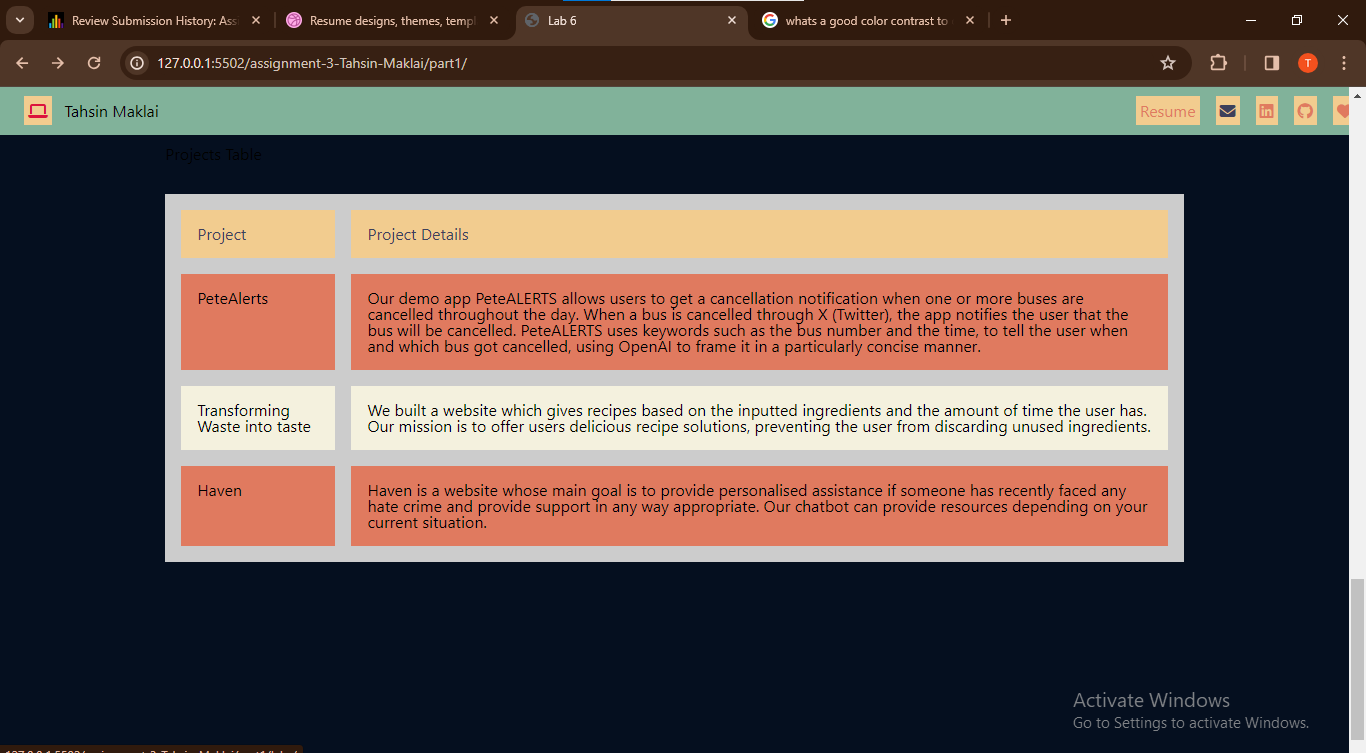 Review Submission History: Ass
Resume designs, themes, templ
Lab 6
whats a good color contrast to
127.0.0.1:5502/assignment-3-Tahsin-Maklai/part1/
T
Tahsin Maklai
Resume
Projects Table
Project
Project Details
PeteAlerts
Our demo app PeteALERTS allows users to get a cancellation notification when one or more buses are
cancelled throughout the day. When a bus is cancelled through X (Twitter), the app notifies the user that the
bus will be cancelled. PeteALERTS uses keywords such as the bus number and the time, to tell the user when
and which bus got cancelled, using OpenAI to frame it in a particularly concise manner.
Transforming
Waste into taste
We built a website which gives recipes based on the inputted ingredients and the amount of time the user has.
Our mission is to offer users delicious recipe solutions, preventing the user from discarding unused ingredients.
Haven
Haven is a website whose main goal is to provide personalised assistance if someone has recently faced any
hate crime and provide support in any way appropriate. Our chatbot can provide resources depending on your
current situation.
Activate Windows
Go to Settings to activate Windows.